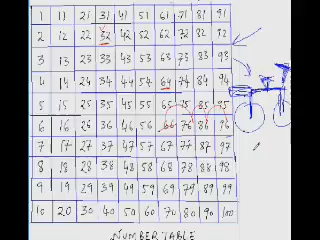 1 11 21 31 41 51 61 71 81 91
2 12 22 32 42 52 62 72 82 92
3 13 23 33 43 53 63 73 83 93
4 14 24 34 44 54 64 74 84 94
5 15 25 35 45 55 65 75 85 95
6 16 26 36 46 56 66 76 86 96
7 17 27 37 47 57 67 77 87 97
8 18 28 38 48 58 68 78 88 98
9 19 29 39 49 59 69 79 89 99
10 20 30 40 50 60 70 80 90 100
NUMBER TABLE